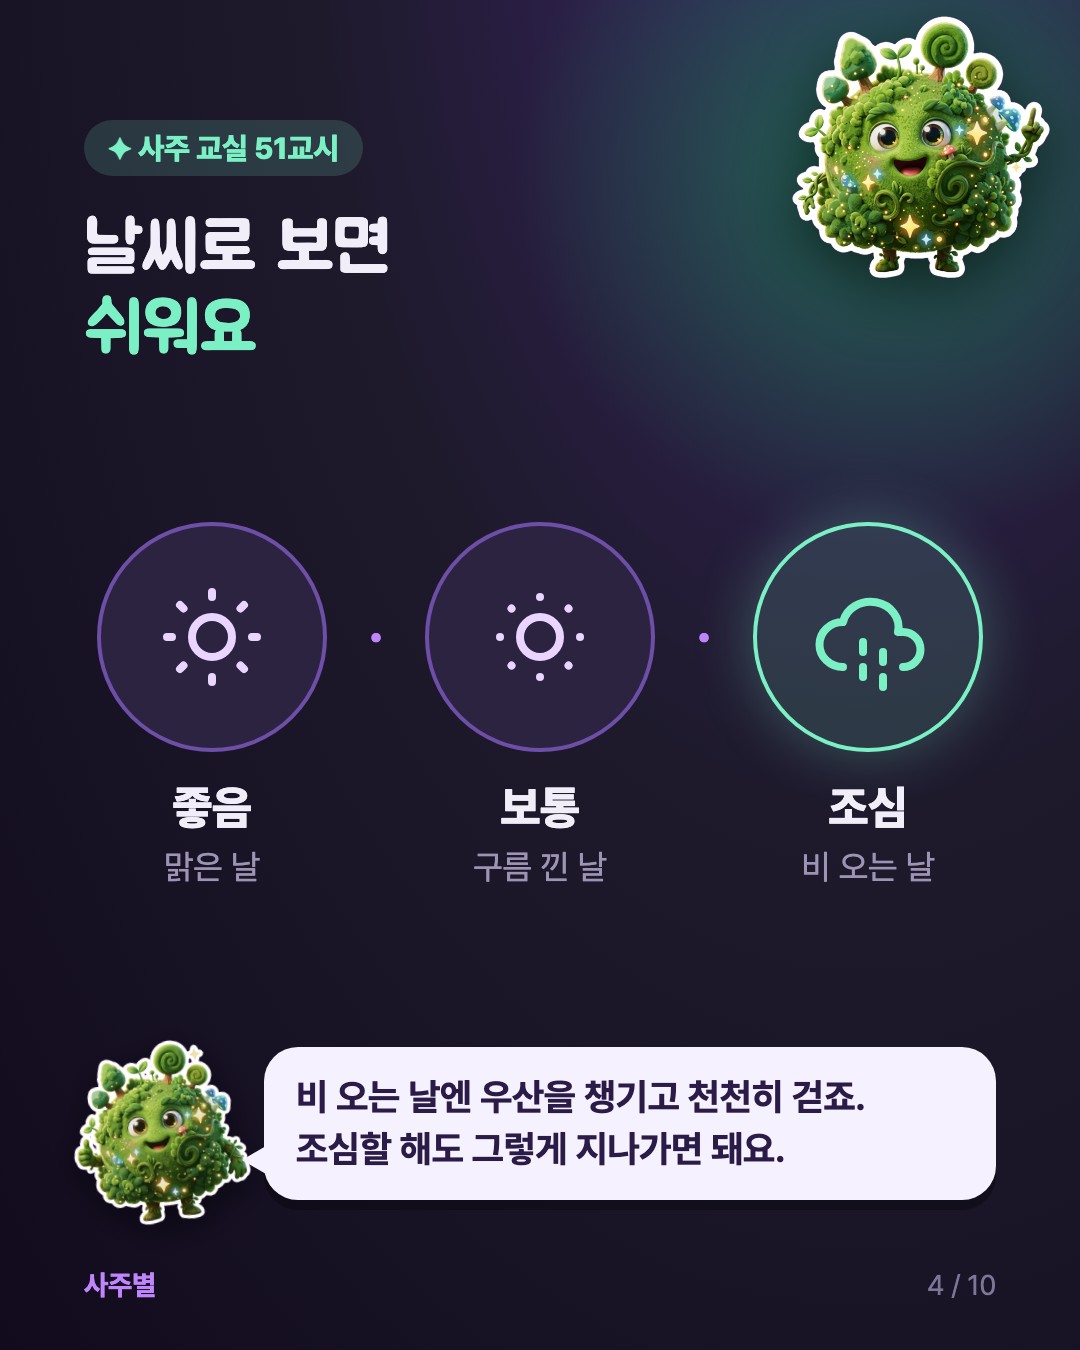 사주 교실 51교시
날씨로 보면
쉬워요
좋음
보통
조심
맑은 날
구름 낀 날
비 오는 날
비 오는 날엔 우산을 챙기고 천천히 걷죠.
조심할 해도 그렇게 지나가면 돼요.
사주별
4 / 10